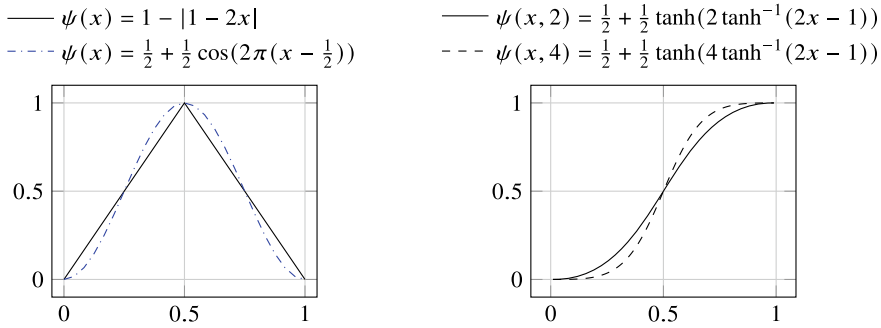 ψ(x) = 1 − |1 − 2x|
ψ(x) = 1/2 + 1/2 cos(2π(x − 1/2))
1
0.5
0
0 0.5 1
ψ(x, 2) = 1/2 + 1/2 tanh(2 tanh⁻¹(2x − 1))
ψ(x, 4) = 1/2 + 1/2 tanh(4 tanh⁻¹(2x − 1))
1
0.5
0
0 0.5 1